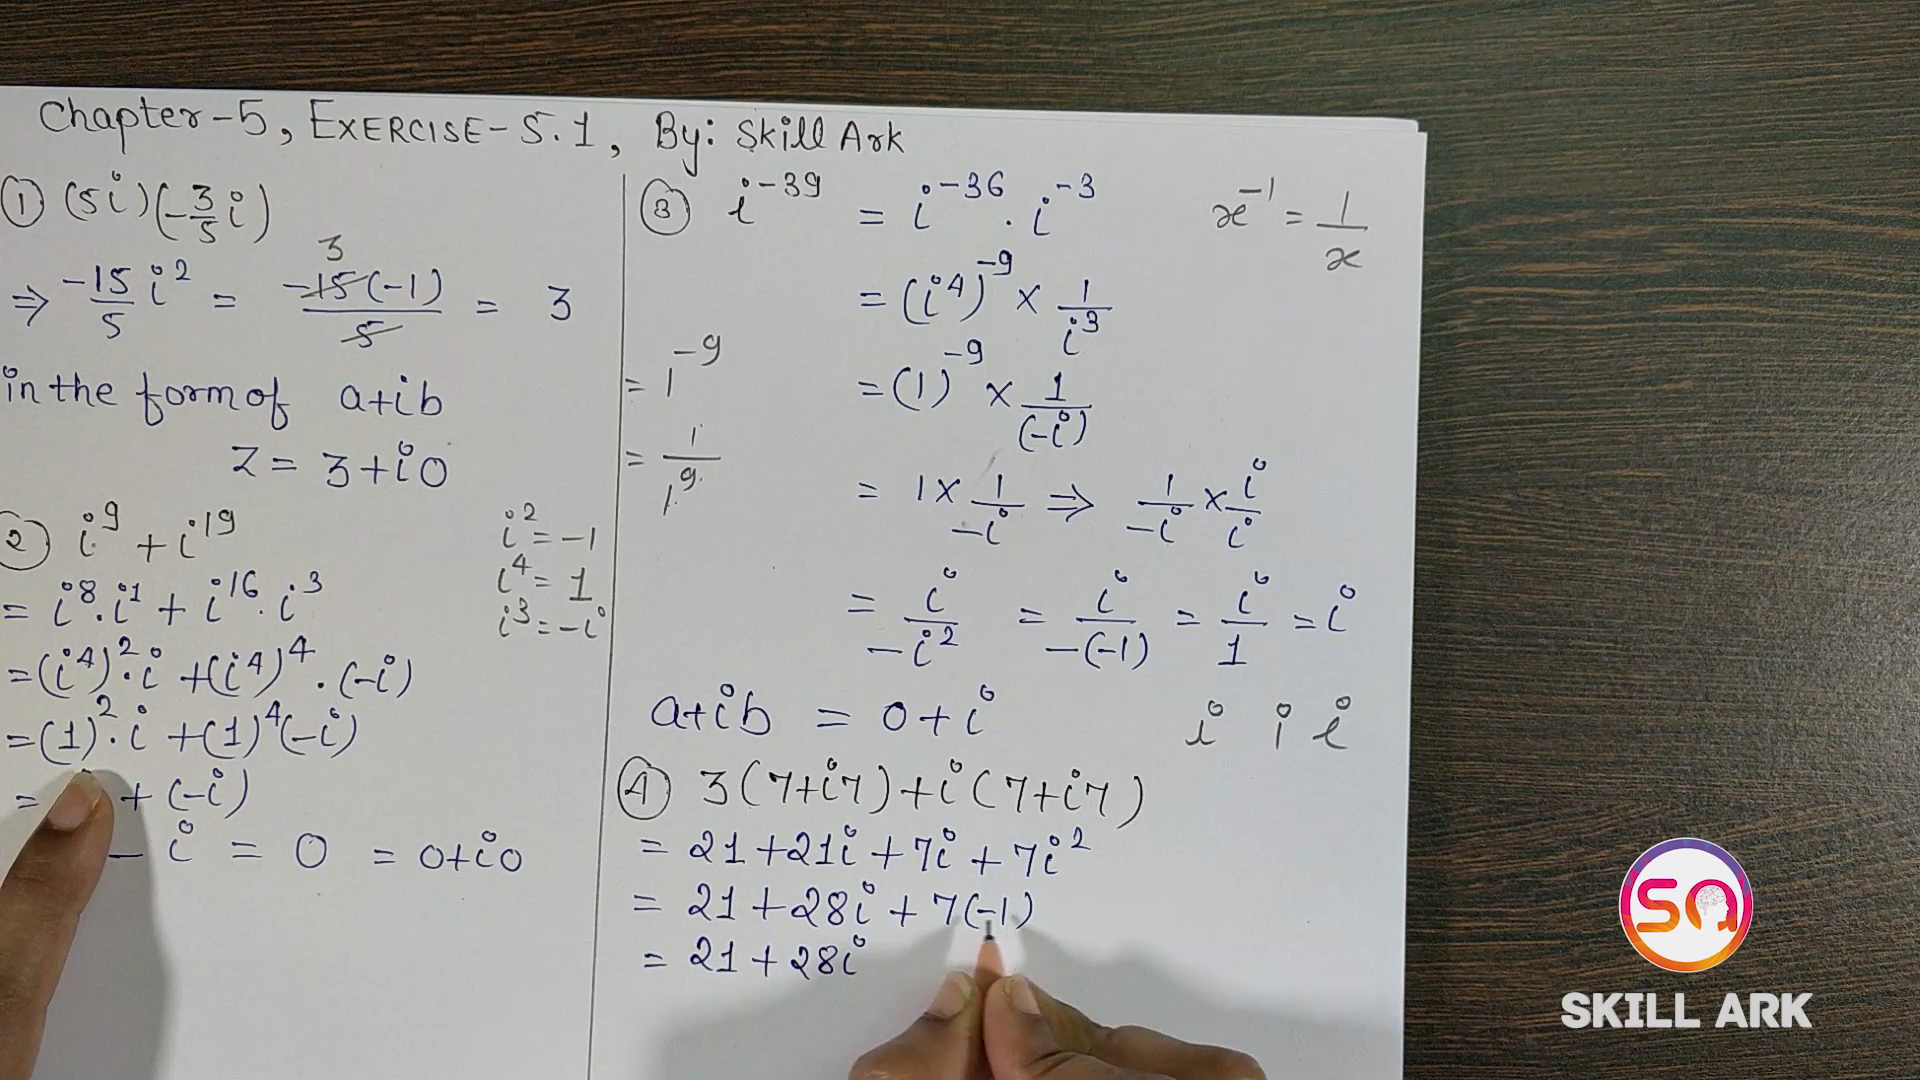 Chapter-5, EXERCISE-5.1, By: Skill Ark
① (5i)(-3/5 i)
⇒ -15/5 i² = -15(-1)/5 = 3
3
in the form of a+ib
z = 3+i0
② i⁹ + i¹⁹
= i⁸·i¹ + i¹⁶·i³
= (i⁴)²·i + (i⁴)⁴·(-i)
= (1)²·i + (1)⁴(-i)
= + (-i)
- i = 0 = 0+i0
i² = -1
i⁴ = 1
i³ = -i
③ i⁻³⁹ = i⁻³⁶·i⁻³
= (i⁴)⁻⁹ × 1/i³
= (1)⁻⁹ × 1/(-i)
= 1 × 1/-i ⇒ 1/-i × i/i
= i/-i² = i/-(-1) = i/1 = i
a+ib = 0+i
x⁻¹ = 1/x
= 1⁻⁹
= 1/1⁹
i i i
④ 3(7+i7)+i(7+i7)
= 21+21i+7i+7i²
= 21+28i+7(-1)
= 21+28i
SA
SKILL ARK